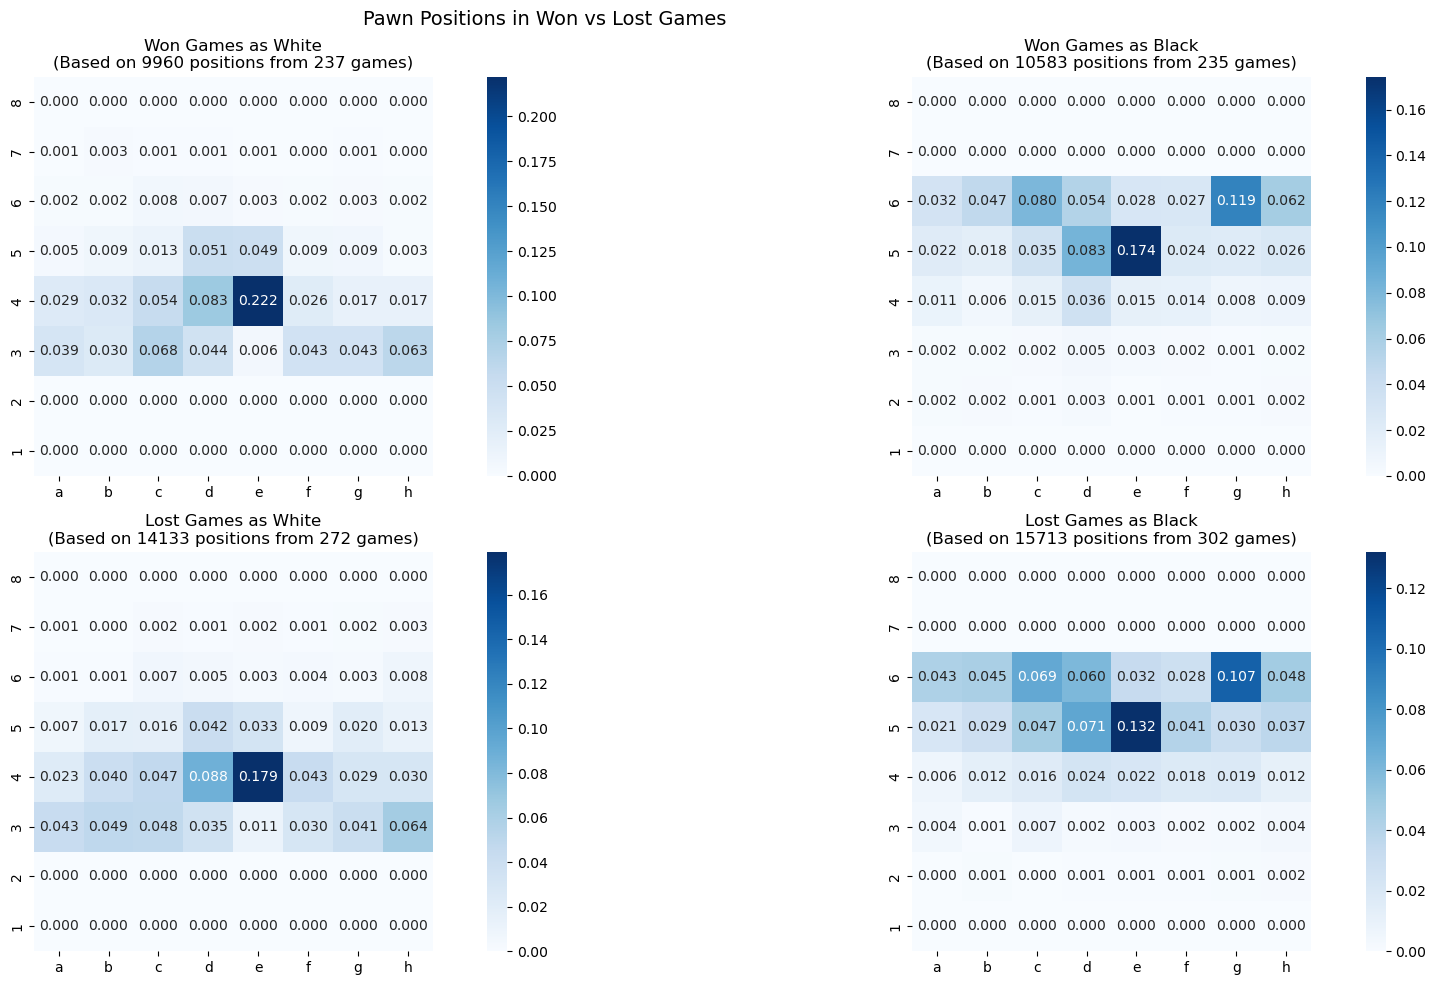 Pawn Positions in Won vs Lost Games
Won Games as White
(Based on 9960 positions from 237 games)
8 0.000 0.000 0.000 0.000 0.000 0.000 0.000 0.000
7 0.001 0.003 0.001 0.001 0.001 0.000 0.001 0.000
6 0.002 0.002 0.008 0.007 0.003 0.002 0.003 0.002
5 0.005 0.009 0.013 0.051 0.049 0.009 0.009 0.003
4 0.029 0.032 0.054 0.083 0.222 0.026 0.017 0.017
3 0.039 0.030 0.068 0.044 0.006 0.043 0.043 0.063
2 0.000 0.000 0.000 0.000 0.000 0.000 0.000 0.000
1 0.000 0.000 0.000 0.000 0.000 0.000 0.000 0.000
a b c d e f g h
0.200
0.175
0.150
0.125
0.100
0.075
0.050
0.025
0.000
Won Games as Black
(Based on 10583 positions from 235 games)
8 0.000 0.000 0.000 0.000 0.000 0.000 0.000 0.000
7 0.000 0.000 0.000 0.000 0.000 0.000 0.000 0.000
6 0.032 0.047 0.080 0.054 0.028 0.027 0.119 0.062
5 0.022 0.018 0.035 0.083 0.174 0.024 0.022 0.026
4 0.011 0.006 0.015 0.036 0.015 0.014 0.008 0.009
3 0.002 0.002 0.002 0.005 0.003 0.002 0.001 0.002
2 0.002 0.002 0.001 0.003 0.001 0.001 0.001 0.002
1 0.000 0.000 0.000 0.000 0.000 0.000 0.000 0.000
a b c d e f g h
0.16
0.14
0.12
0.10
0.08
0.06
0.04
0.02
0.00
Lost Games as White
(Based on 14133 positions from 272 games)
8 0.000 0.000 0.000 0.000 0.000 0.000 0.000 0.000
7 0.001 0.000 0.002 0.001 0.002 0.001 0.002 0.003
6 0.001 0.001 0.007 0.005 0.003 0.004 0.003 0.008
5 0.007 0.017 0.016 0.042 0.033 0.009 0.020 0.013
4 0.023 0.040 0.047 0.088 0.179 0.043 0.029 0.030
3 0.043 0.049 0.048 0.035 0.011 0.030 0.041 0.064
2 0.000 0.000 0.000 0.000 0.000 0.000 0.000 0.000
1 0.000 0.000 0.000 0.000 0.000 0.000 0.000 0.000
a b c d e f g h
0.16
0.14
0.12
0.10
0.08
0.06
0.04
0.02
0.00
Lost Games as Black
(Based on 15713 positions from 302 games)
8 0.000 0.000 0.000 0.000 0.000 0.000 0.000 0.000
7 0.000 0.000 0.000 0.000 0.000 0.000 0.000 0.000
6 0.043 0.045 0.069 0.060 0.032 0.028 0.107 0.048
5 0.021 0.029 0.047 0.071 0.132 0.041 0.030 0.037
4 0.006 0.012 0.016 0.024 0.022 0.018 0.019 0.012
3 0.004 0.001 0.007 0.002 0.003 0.002 0.002 0.004
2 0.000 0.001 0.000 0.001 0.001 0.001 0.001 0.002
1 0.000 0.000 0.000 0.000 0.000 0.000 0.000 0.000
a b c d e f g h
0.12
0.10
0.08
0.06
0.04
0.02
0.00